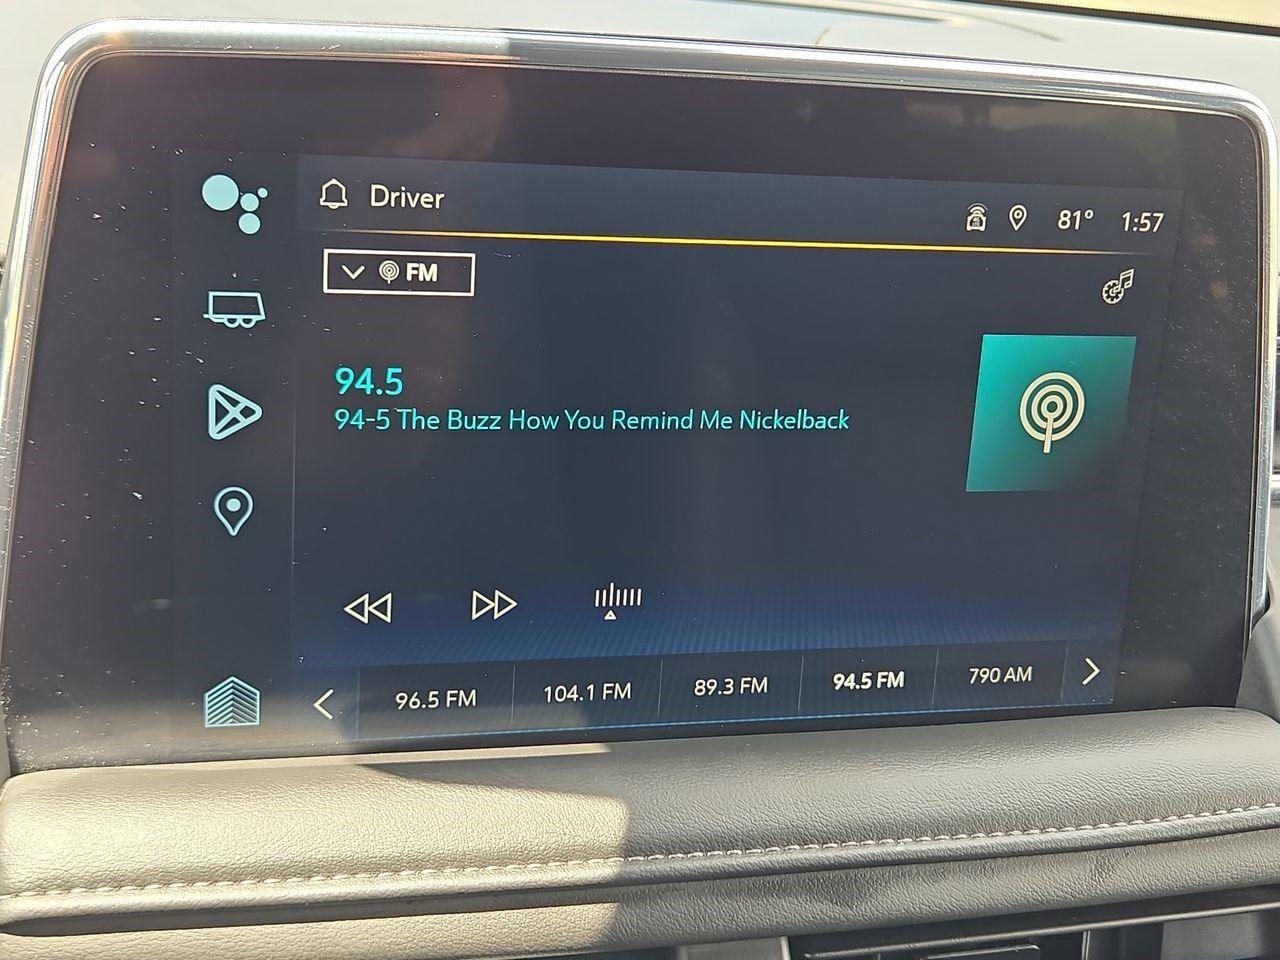 Driver
81° 1:57
FM
94.5
94-5 The Buzz How You Remind Me Nickelback
96.5 FM 104.1 FM 89.3 FM 94.5 FM 790 AM